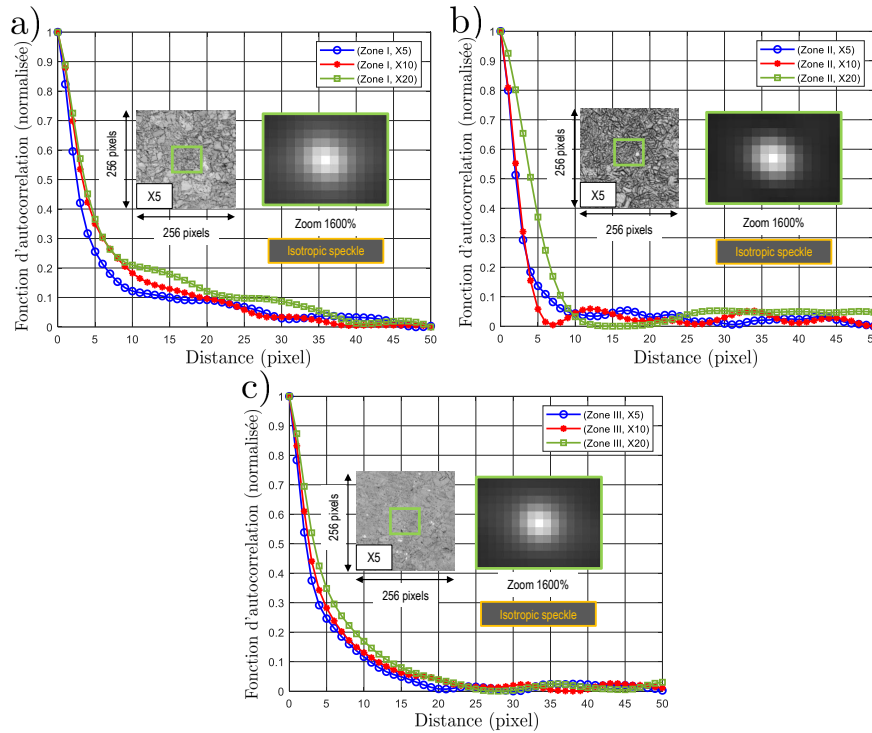 a)
Fonction d'autocorrelation (normalisée)
1
0.9
0.8
0.7
0.6
0.5
0.4
0.3
0.2
0.1
0
0 5 10 15 20 25 30 35 40 45 50
Distance (pixel)
(Zone I, X5)
(Zone I, X10)
(Zone I, X20)
256 pixels
X5
256 pixels
Zoom 1600%
Isotropic speckle
b)
Fonction d'autocorrelation (normalisée)
1
0.9
0.8
0.7
0.6
0.5
0.4
0.3
0.2
0.1
0
0 5 10 15 20 25 30 35 40 45 50
Distance (pixel)
(Zone II, X5)
(Zone II, X10)
(Zone II, X20)
256 pixels
X5
256 pixels
Zoom 1600%
Isotropic speckle
c)
Fonction d'autocorrelation (normalisée)
1
0.9
0.8
0.7
0.6
0.5
0.4
0.3
0.2
0.1
0
0 5 10 15 20 25 30 35 40 45 50
Distance (pixel)
(Zone III, X5)
(Zone III, X10)
(Zone III, X20)
256 pixels
X5
256 pixels
Zoom 1600%
Isotropic speckle